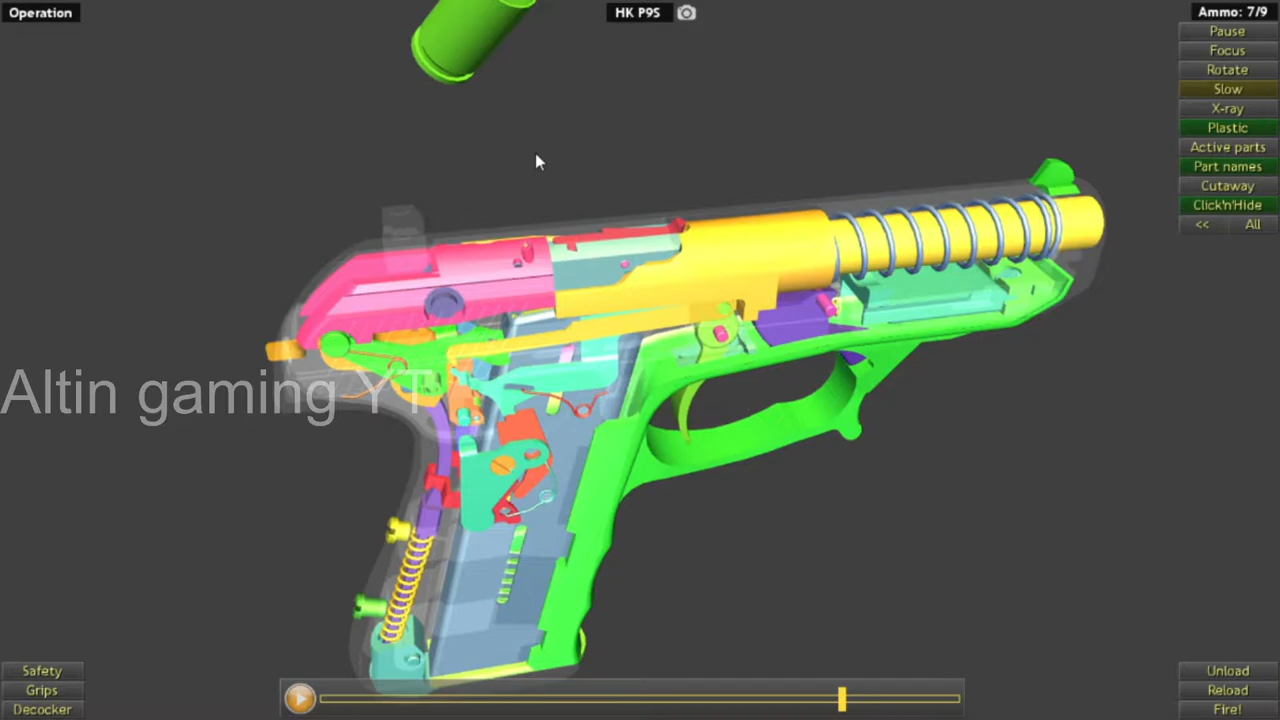 Operation
HK P9S
Ammo: 7/9
Pause
Focus
Rotate
Slow
X-ray
Plastic
Active parts
Part names
Cutaway
Click'n'Hide
<< All
Altin gaming YT
Safety
Grips
Decocker
Unload
Reload
Fire!